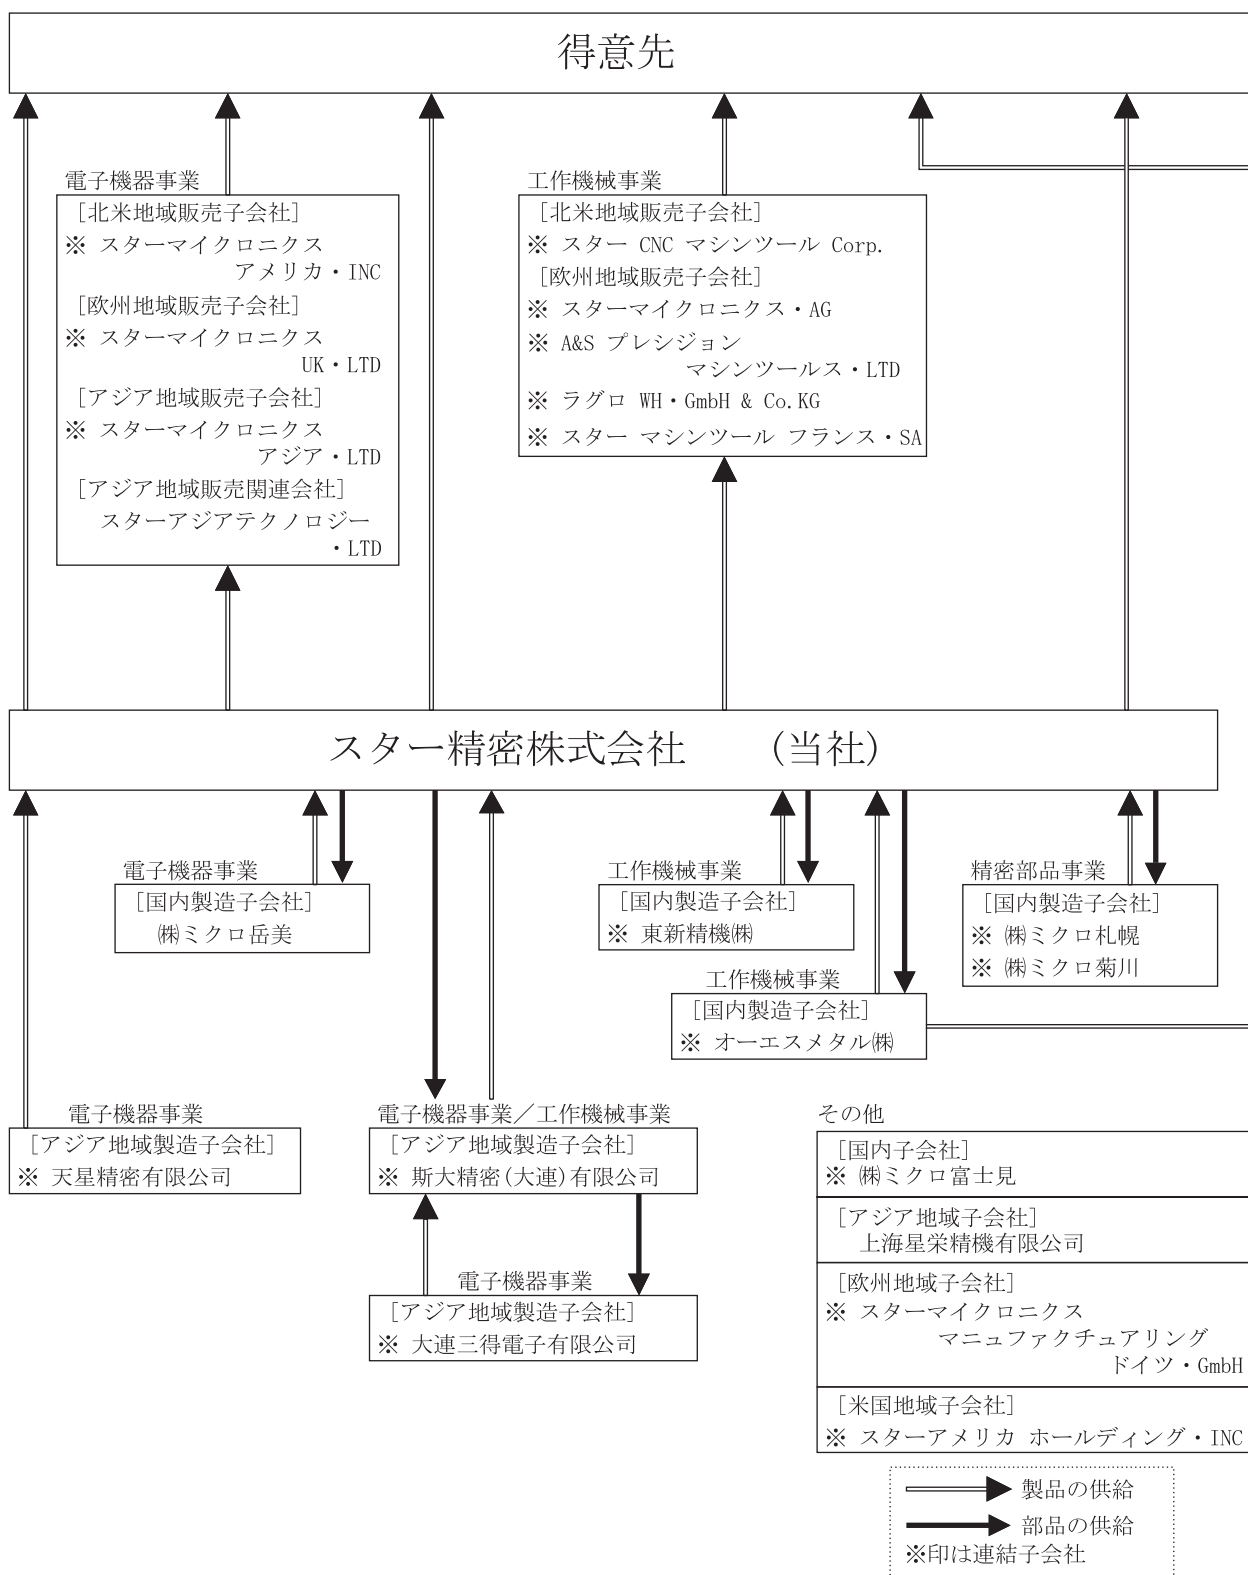 得意先
電子機器事業
[北米地域販売子会社]
※ スターマイクロニクス
アメリカ・INC
[欧州地域販売子会社]
※ スターマイクロニクス
UK・LTD
[アジア地域販売子会社]
※ スターマイクロニクス
アジア・LTD
[アジア地域販売関連会社]
スターアジアテクノロジー
・LTD
工作機械事業
[北米地域販売子会社]
※ スター CNC マシンツール Corp.
[欧州地域販売子会社]
※ スターマイクロニクス・AG
※ A&S プレシジョン
マシンツールス・LTD
※ ラグロ WH・GmbH & Co.KG
※ スター マシンツール フランス・SA
スター精密株式会社 (当社)
電子機器事業
[国内製造子会社]
㈱ミクロ岳美
工作機械事業
[国内製造子会社]
※ 東新精機㈱
工作機械事業
[国内製造子会社]
※ オーエスメタル㈱
精密部品事業
[国内製造子会社]
※ ㈱ミクロ札幌
※ ㈱ミクロ菊川
電子機器事業
[アジア地域製造子会社]
※ 天星精密有限公司
電子機器事業／工作機械事業
[アジア地域製造子会社]
※ 斯大精密(大連)有限公司
電子機器事業
[アジア地域製造子会社]
※ 大連三得電子有限公司
その他
[国内子会社]
※ ㈱ミクロ富士見
[アジア地域子会社]
上海星栄精機有限公司
[欧州地域子会社]
※ スターマイクロニクス
マニュファクチュアリング
ドイツ・GmbH
[米国地域子会社]
※ スターアメリカ ホールディング・INC
製品の供給
部品の供給
※印は連結子会社